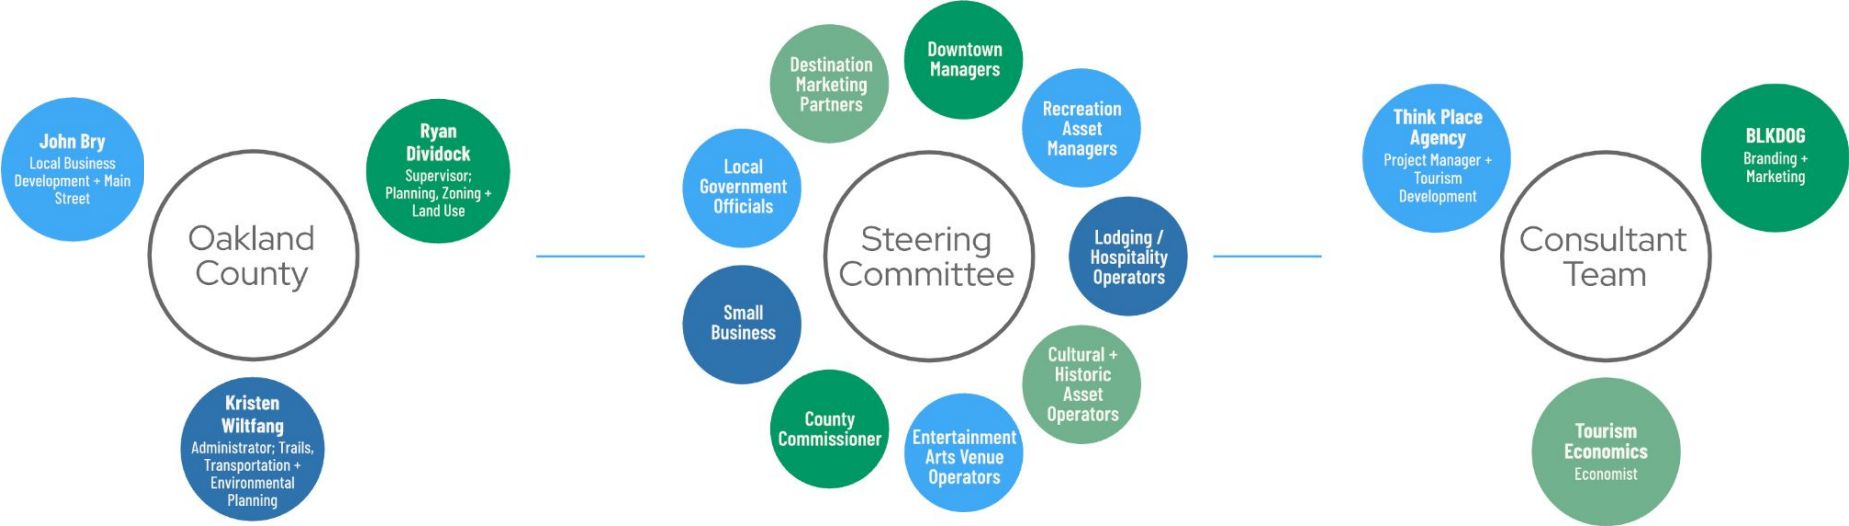 John Bry
Local Business
Development + Main
Street
Ryan
Dividock
Supervisor;
Planning, Zoning +
Land Use
Oakland
County
Kristen
Wiltfang
Administrator; Trails,
Transportation +
Environmental
Planning
Destination
Marketing
Partners
Downtown
Managers
Recreation
Asset
Managers
Local
Government
Officials
Steering
Committee
Lodging /
Hospitality
Operators
Small
Business
Cultural +
Historic
Asset
Operators
County
Commissioner
Entertainment
Arts Venue
Operators
Think Place
Agency
Project Manager +
Tourism
Development
BLKDOG
Branding +
Marketing
Consultant
Team
Tourism
Economics
Economist